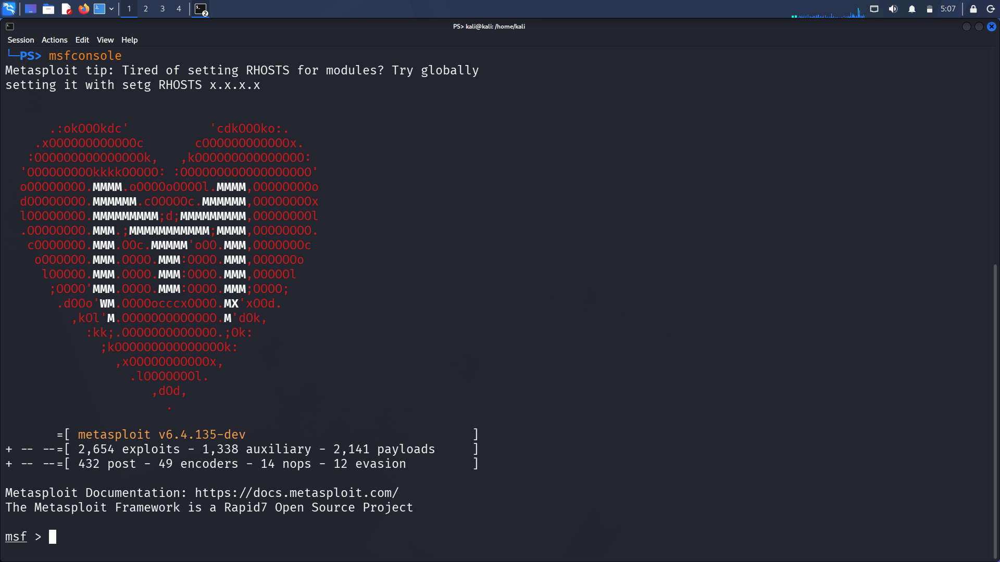 1 2 3 4 2 5:07
PS> kali@kali: /home/kali
Session Actions Edit View Help
└─PS> msfconsole
Metasploit tip: Tired of setting RHOSTS for modules? Try globally
setting it with setg RHOSTS x.x.x.x
      .:okOOOkdc'           'cdkOOOko:.
    .xOOOOOOOOOOOOc       cOOOOOOOOOOOOx.
   :OOOOOOOOOOOOOOOk,   ,kOOOOOOOOOOOOOOO:
  'OOOOOOOOOkkkkOOOOO: :OOOOOOOOOOOOOOOOOO'
  oOOOOOOOO.MMMM.oOOOOoOOOOl.MMMM,OOOOOOOOo
  dOOOOOOOO.MMMMMM.cOOOOOc.MMMMMM,OOOOOOOOx
  lOOOOOOOO.MMMMMMMMM;d;MMMMMMMMM,OOOOOOOOl
  .OOOOOOOO.MMM.;MMMMMMMMMMM;MMMM,OOOOOOOO.
   cOOOOOOO.MMM.OOc.MMMMM'oOO.MMM,OOOOOOOc
    oOOOOOO.MMM.OOOO.MMM:OOOO.MMM,OOOOOOo
     lOOOOO.MMM.OOOO.MMM:OOOO.MMM,OOOOOl
      ;OOOO'MMM.OOOO.MMM:OOOO.MMM;OOOO;
       .dOOo'WM.OOOOocccxOOOO.MX'xOOd.
         ,kOl'M.OOOOOOOOOOOOO.M'dOk,
           :kk;.OOOOOOOOOOOOO.;Ok:
             ;kOOOOOOOOOOOOOOOk:
               ,xOOOOOOOOOOOx,
                 .lOOOOOOOl.
                    ,dOd,
                      .
=[ metasploit v6.4.135-dev ]
+ -- --=[ 2,654 exploits - 1,338 auxiliary - 2,141 payloads ]
+ -- --=[ 432 post - 49 encoders - 14 nops - 12 evasion ]
Metasploit Documentation: https://docs.metasploit.com/
The Metasploit Framework is a Rapid7 Open Source Project
msf >